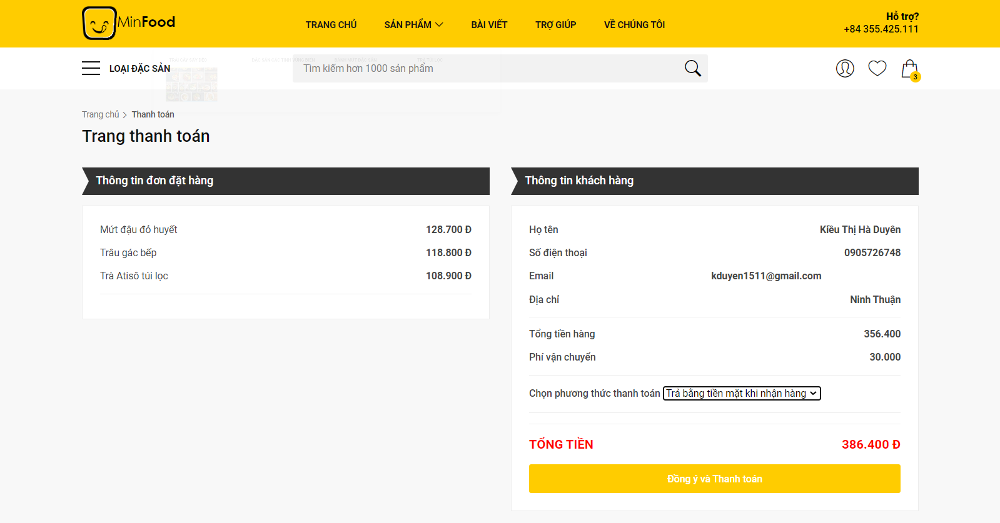 MinFood
TRANG CHỦ
SẢN PHẨM
BÀI VIẾT
TRỢ GIÚP
VỀ CHÚNG TÔI
Hỗ trợ?
+84 355.425.111
LOẠI ĐẶC SẢN
Tìm kiếm hơn 1000 sản phẩm
3
Trang chủ > Thanh toán
Trang thanh toán
Thông tin đơn đặt hàng
Mứt đậu đỏ huyết 128.700 Đ
Trâu gác bếp 118.800 Đ
Trà Atisô túi lọc 108.900 Đ
Thông tin khách hàng
Họ tên Kiều Thị Hà Duyên
Số điện thoại 0905726748
Email kduyen1511@gmail.com
Địa chỉ Ninh Thuận
Tổng tiền hàng 356.400
Phí vận chuyển 30.000
Chọn phương thức thanh toán Trả bằng tiền mặt khi nhận hàng
TỔNG TIỀN 386.400 Đ
Đồng ý và Thanh toán